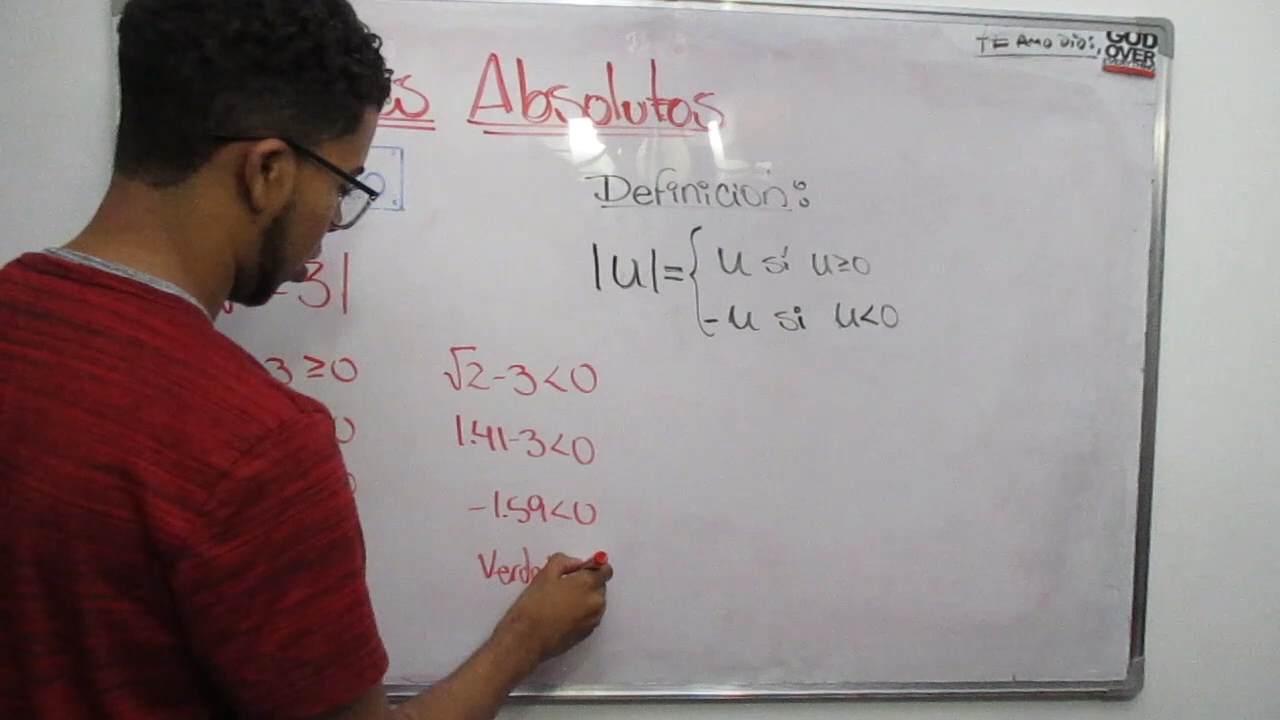 TE AMO DIOS,
GOD
OVER
Absolutos
Definicion:
|u|={ u si u≥0
-u si u<0
-3|
3≥0
√2-3<0
0
1.41-3<0
-1.59<0
Verda